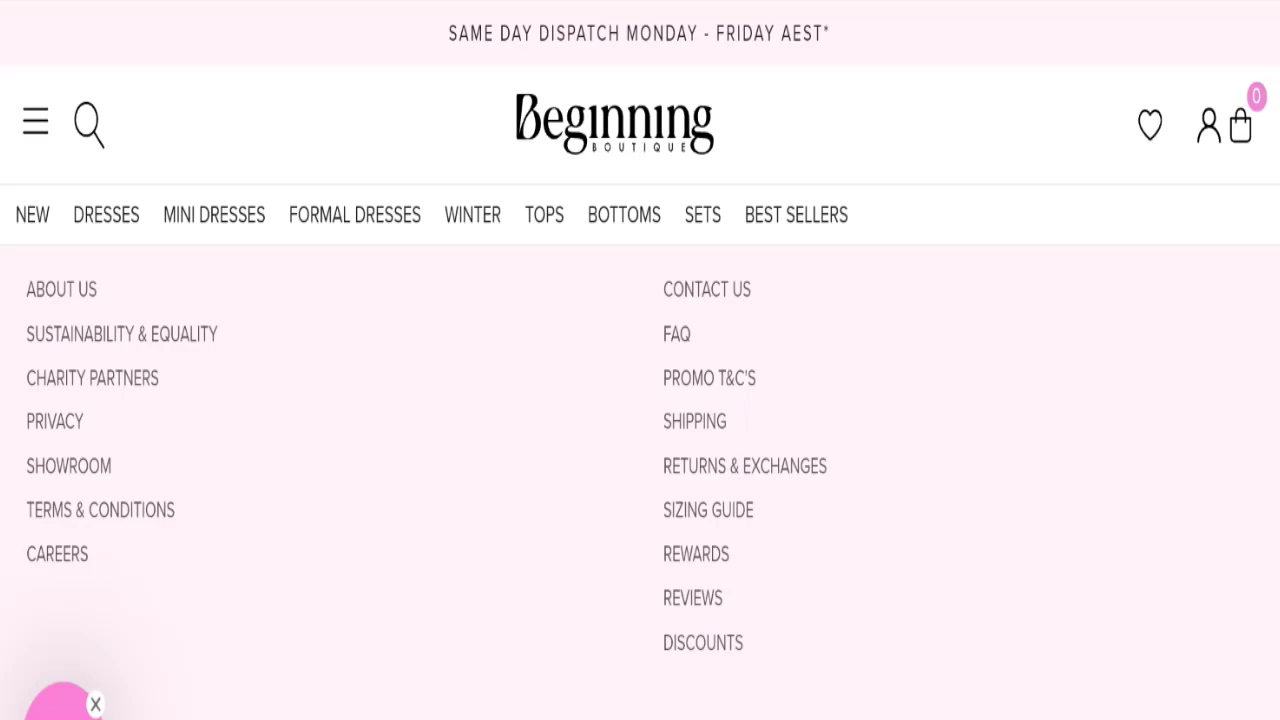 SAME DAY DISPATCH MONDAY - FRIDAY AEST*
0
Beginning
BOUTIQUE
NEW DRESSES MINI DRESSES FORMAL DRESSES WINTER TOPS BOTTOMS SETS BEST SELLERS
ABOUT US
SUSTAINABILITY & EQUALITY
CHARITY PARTNERS
PRIVACY
SHOWROOM
TERMS & CONDITIONS
CAREERS
CONTACT US
FAQ
PROMO T&C'S
SHIPPING
RETURNS & EXCHANGES
SIZING GUIDE
REWARDS
REVIEWS
DISCOUNTS
X